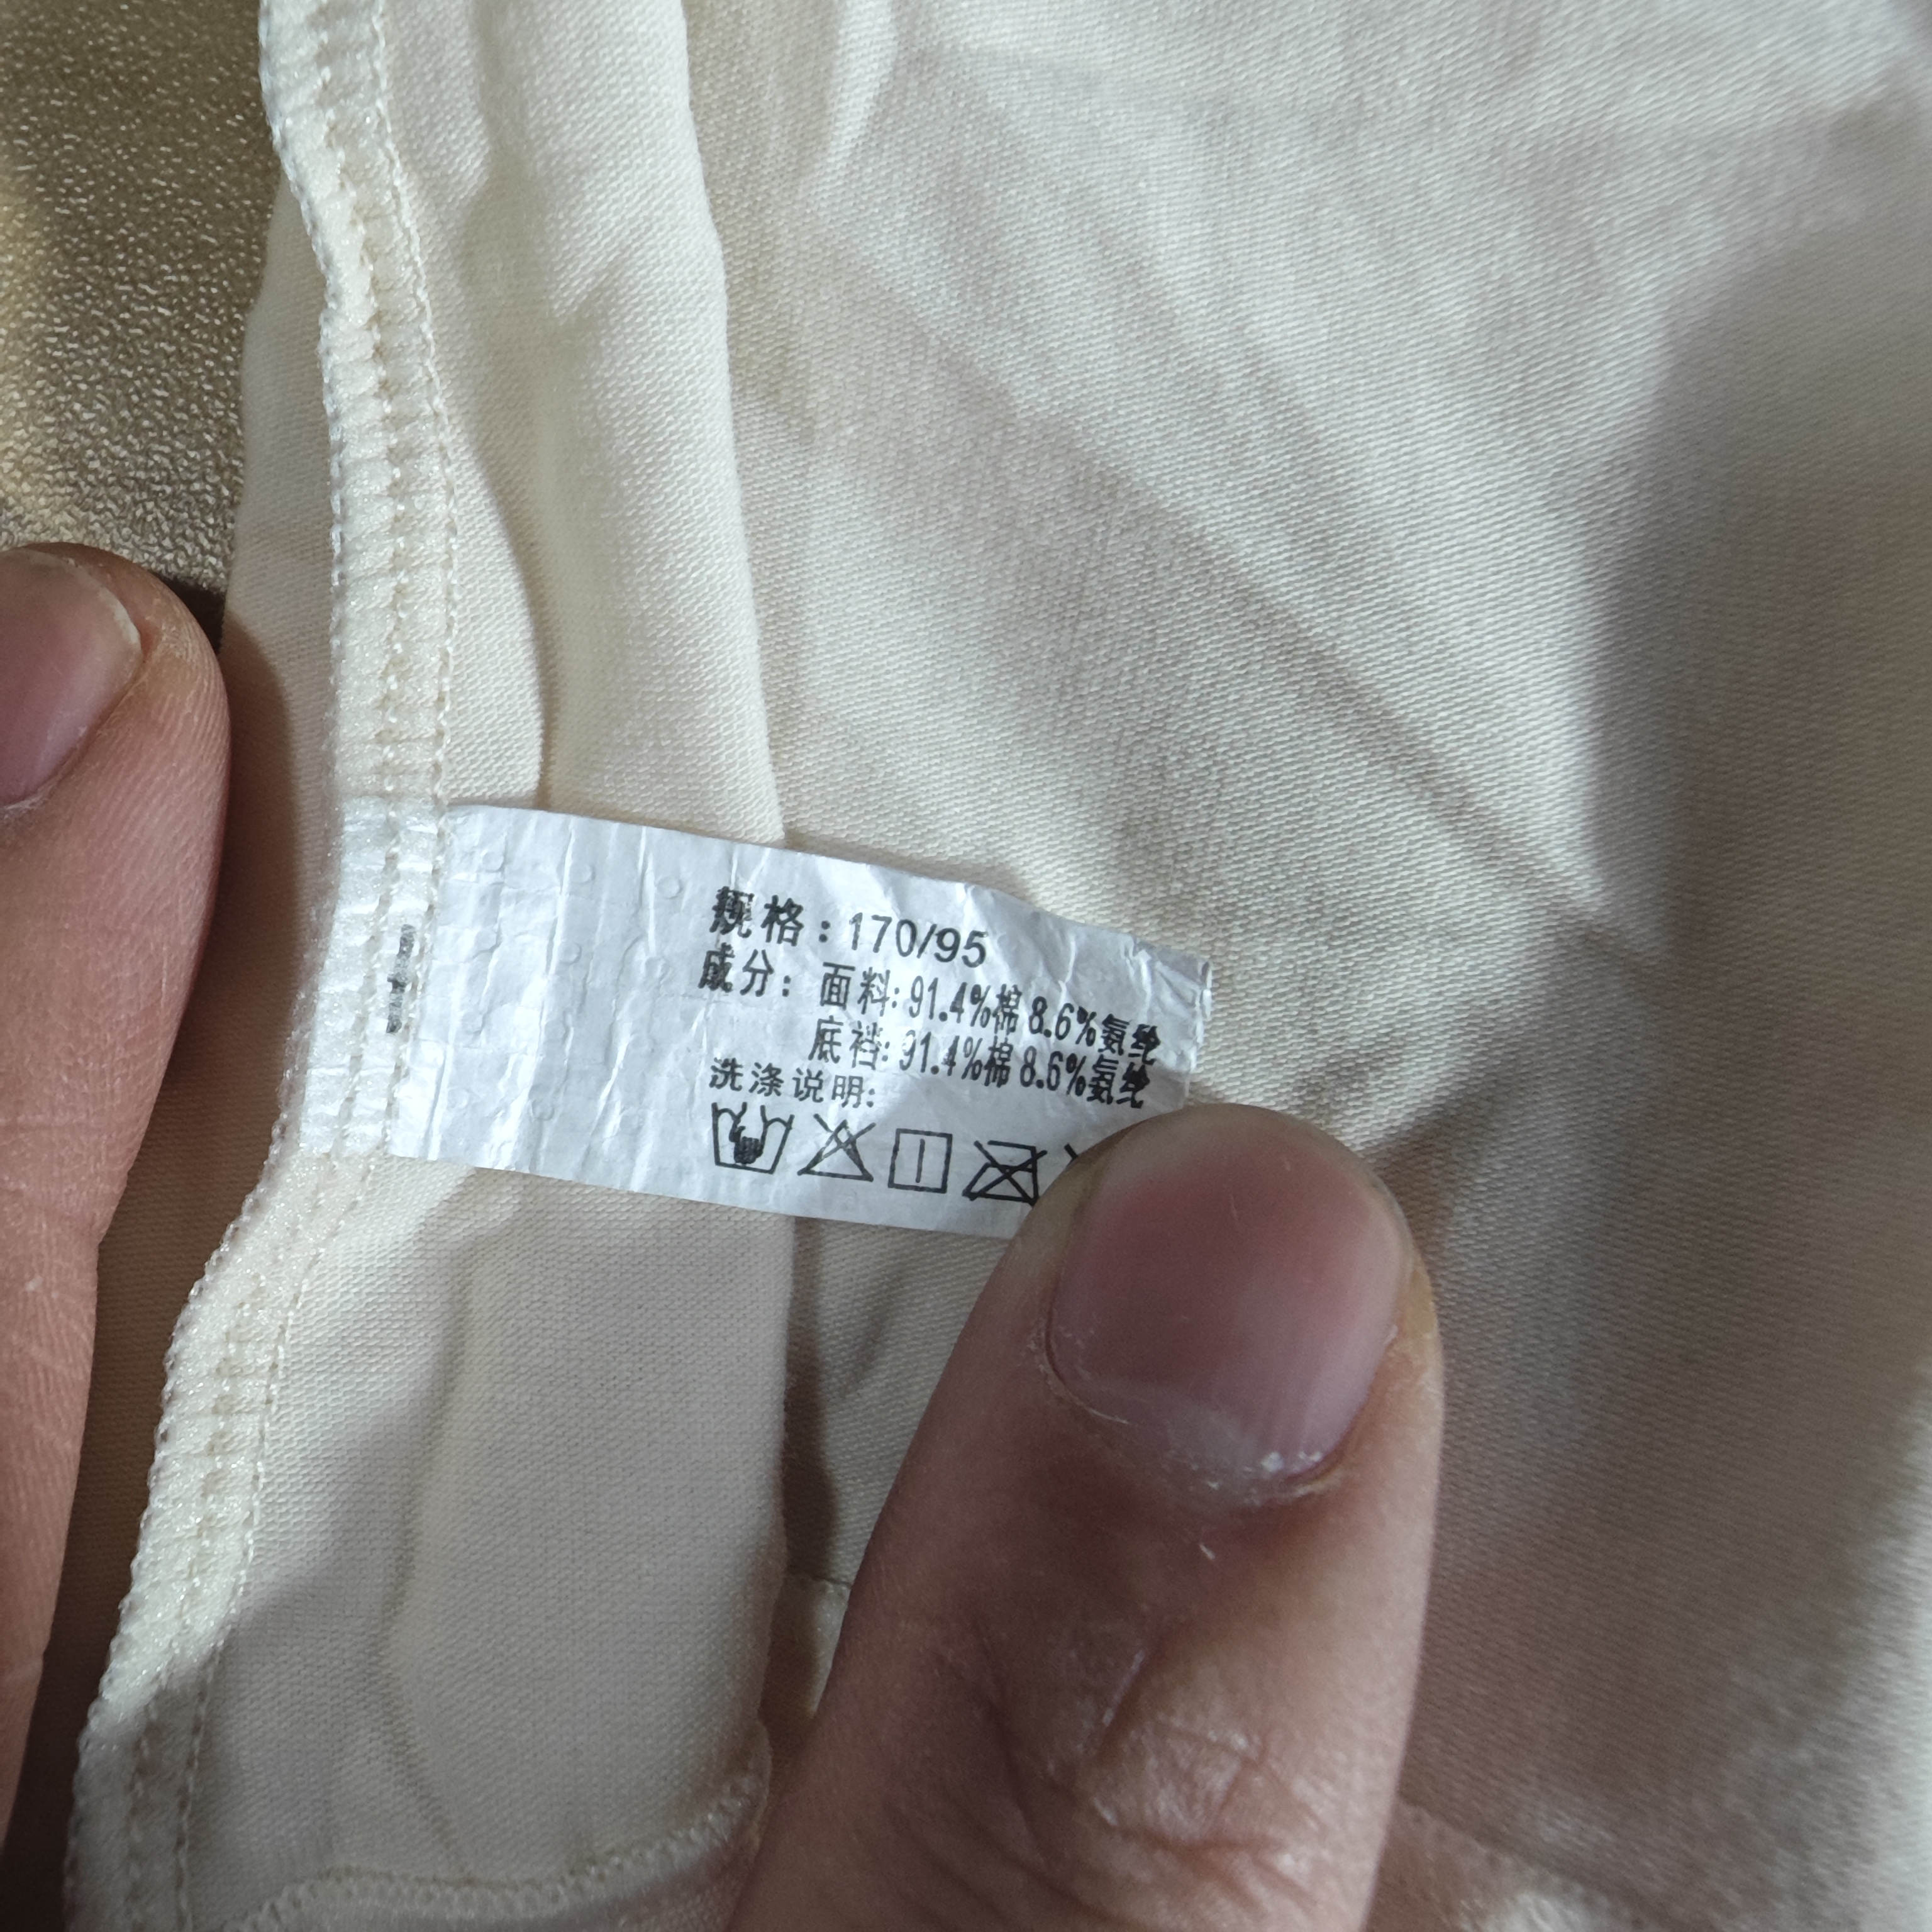 规格：170/95
成分：面料：91.4%棉 8.6%氨纶
底裆：91.4%棉 8.6%氨纶
洗涤说明：